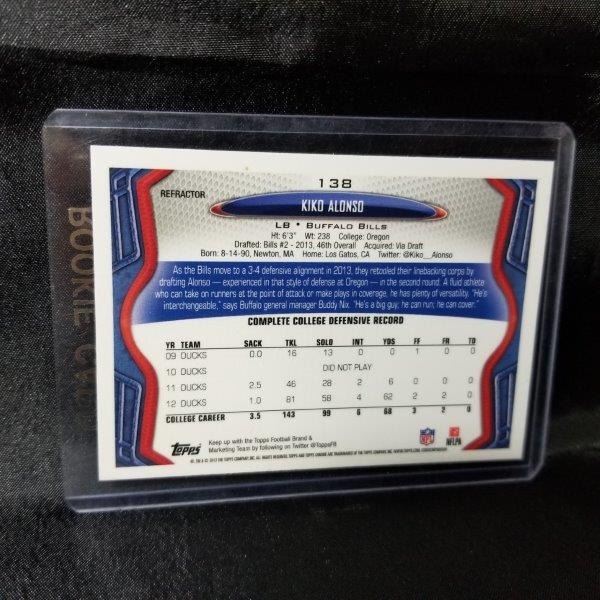 138
REFRACTOR
KIKO ALONSO
LB • BUFFALO BILLS
Ht: 6'3" Wt: 238 College: Oregon
Drafted: Bills #2 - 2013, 46th Overall Acquired: Via Draft
Born: 8-14-90, Newton, MA Home: Los Gatos, CA Twitter: @Kiko__Alonso
As the Bills move to a 3-4 defensive alignment in 2013, they retooled their linebacking corps by
drafting Alonso — experienced in that style of defense at Oregon — in the second round. A fluid athlete
who can take on runners at the point of attack or make plays in coverage, he has plenty of versatility. "He's
interchangeable," says Buffalo general manager Buddy Nix. "He's a big guy; he can run; he can cover."
COMPLETE COLLEGE DEFENSIVE RECORD
YR TEAM SACK TKL SOLO INT YDS FF FR TD
09 DUCKS 0.0 16 13 0 0 1 0 0
10 DUCKS DID NOT PLAY
11 DUCKS 2.5 46 28 2 6 0 0 0
12 DUCKS 1.0 81 58 4 62 2 2 0
COLLEGE CAREER 3.5 143 99 6 68 3 2 0
Topps
Keep up with the Topps Football Brand &
Marketing Team by following on Twitter @ToppsFB
NFL
NFLPA
ROOKIE